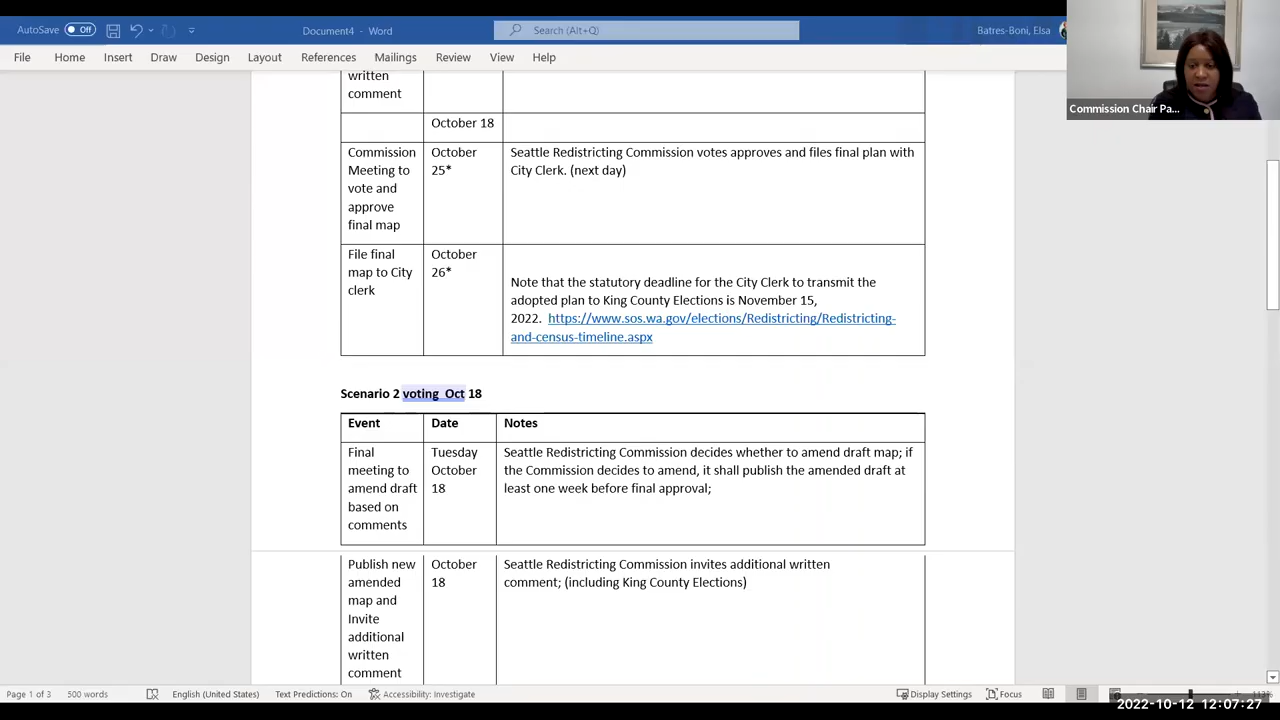 AutoSave Off
Document4 - Word
Search (Alt+Q)
Batres-Boni, Elsa
File Home Insert Draw Design Layout References Mailings Review View Help
Commission Chair Pa...
written
comment
October 18
Commission
Meeting to
vote and
approve
final map
October
25*
Seattle Redistricting Commission votes approves and files final plan with
City Clerk. (next day)
File final
map to City
clerk
October
26*
Note that the statutory deadline for the City Clerk to transmit the
adopted plan to King County Elections is November 15,
2022. https://www.sos.wa.gov/elections/Redistricting/Redistricting-
and-census-timeline.aspx
Scenario 2 voting Oct 18
Event Date Notes
Final
meeting to
amend draft
based on
comments
Tuesday
October
18
Seattle Redistricting Commission decides whether to amend draft map; if
the Commission decides to amend, it shall publish the amended draft at
least one week before final approval;
Publish new
amended
map and
Invite
additional
written
comment
October
18
Seattle Redistricting Commission invites additional written
comment; (including King County Elections)
Page 1 of 3 500 words English (United States) Text Predictions: On Accessibility: Investigate Display Settings Focus
2022-10-12 12:07:27